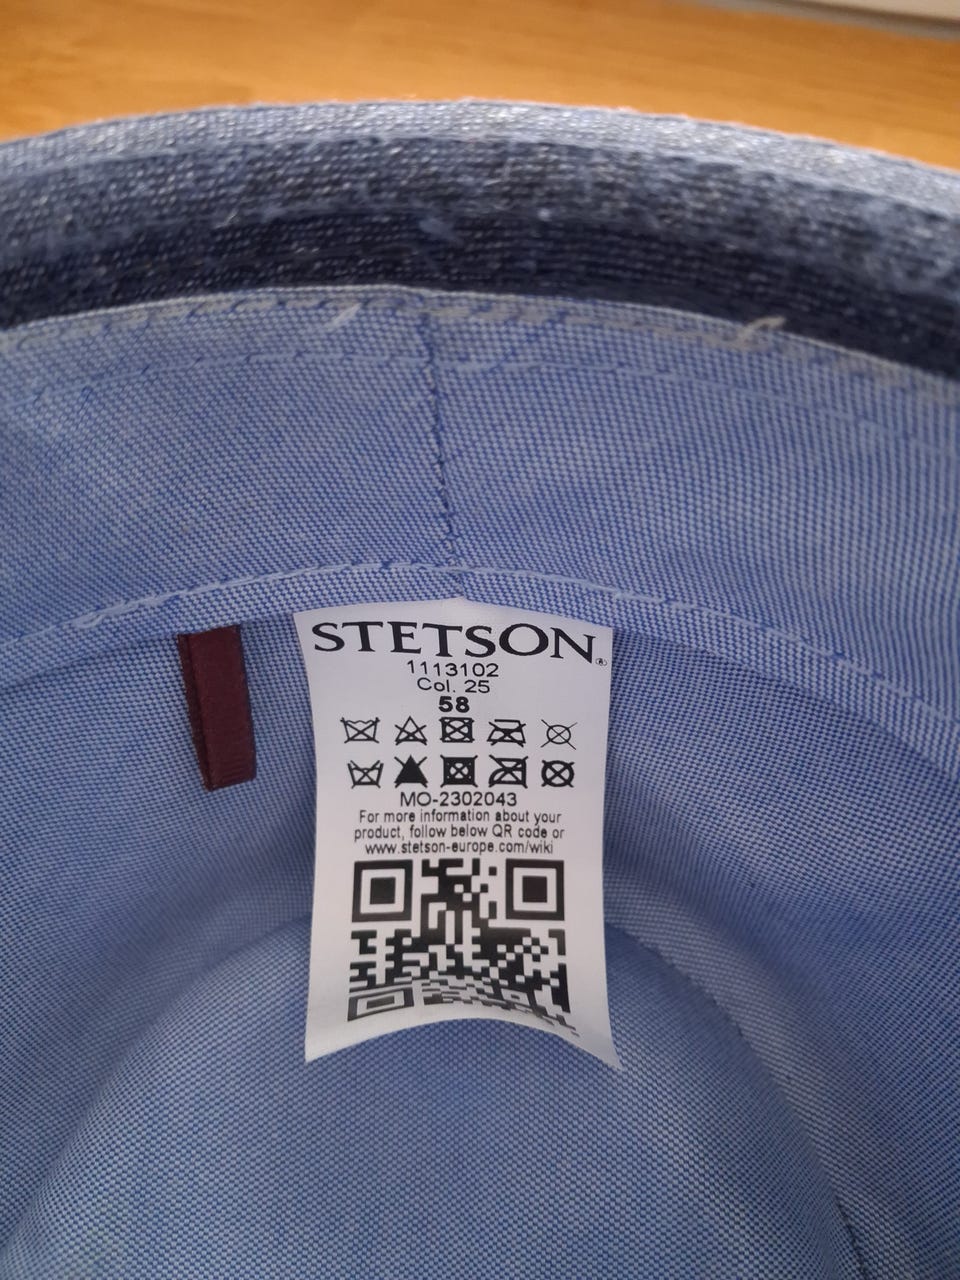 STETSON®
1113102
Col. 25
58
MO-2302043
For more information about your
product, follow below QR code or
www.stetson-europe.com/wiki